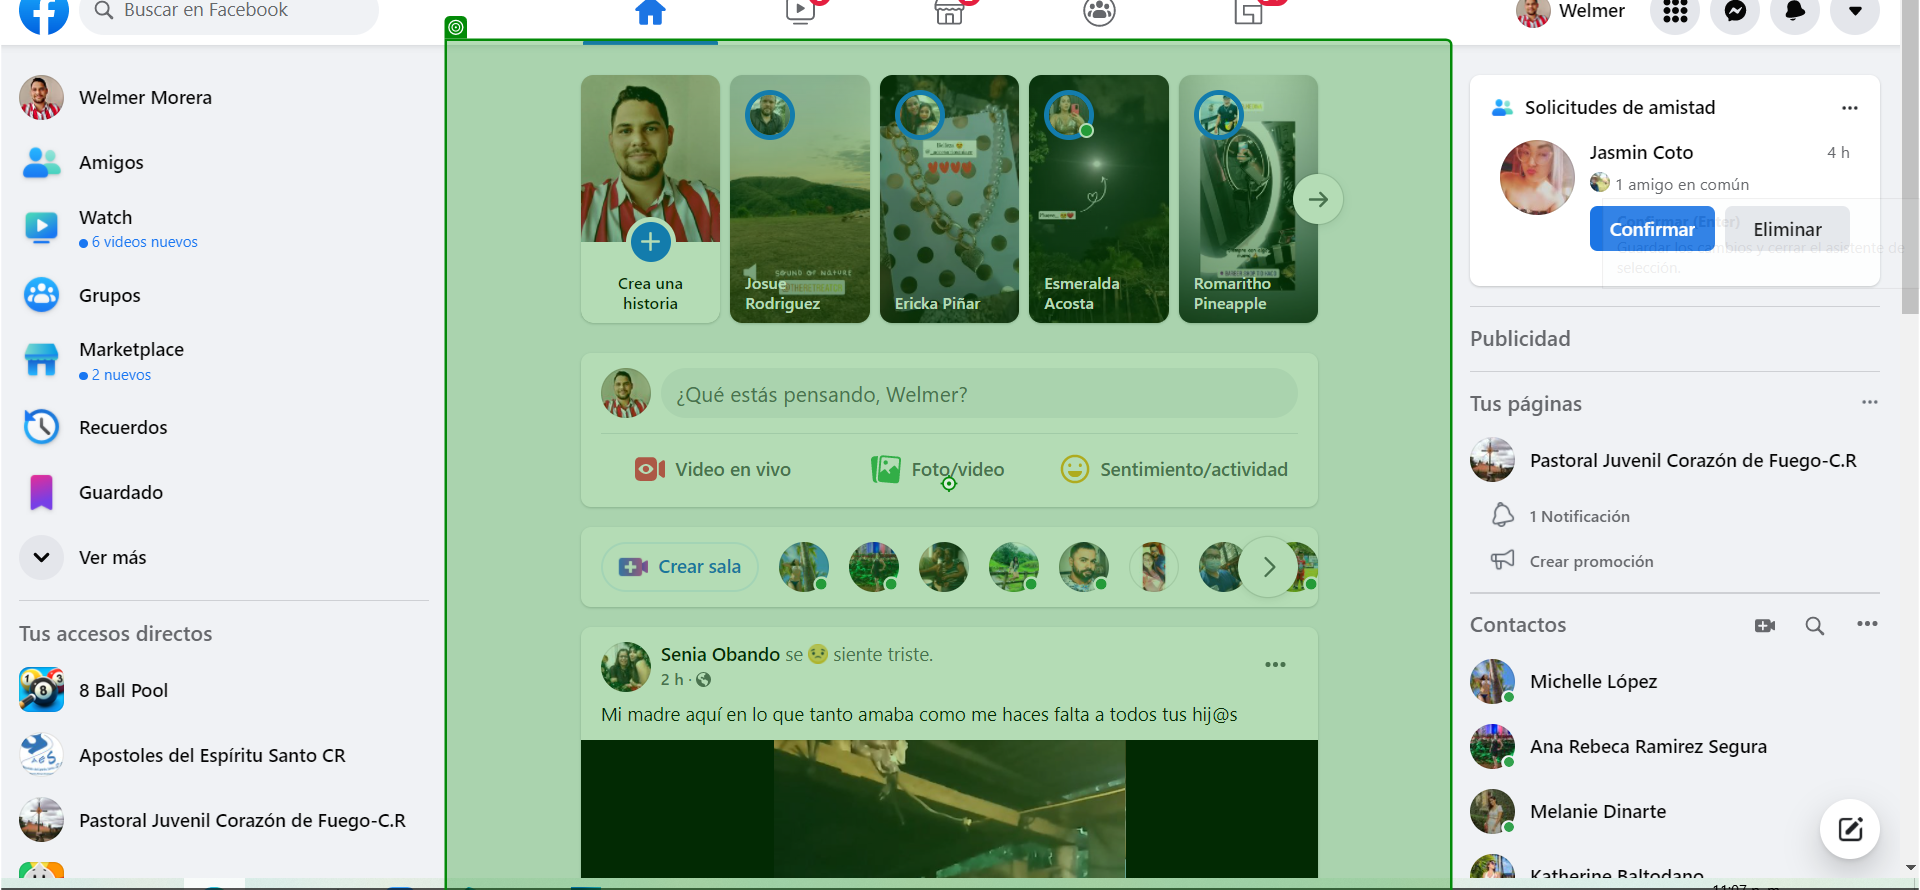 Buscar en Facebook
Welmer
Welmer Morera
Amigos
Watch
6 videos nuevos
Grupos
Marketplace
2 nuevos
Recuerdos
Guardado
Ver más
Tus accesos directos
8 Ball Pool
Apostoles del Espíritu Santo CR
Pastoral Juvenil Corazón de Fuego-C.R
Crea una
historia
SOUND OF NATURE
Josue
Rodriguez
Ericka Piñar
Esmeralda
Acosta
Romaritho
Pineapple
¿Qué estás pensando, Welmer?
Video en vivo
Foto/video
Sentimiento/actividad
Crear sala
Senia Obando se siente triste.
2 h ·
Mi madre aquí en lo que tanto amaba como me haces falta a todos tus hij@s
Solicitudes de amistad
Jasmin Coto
4 h
1 amigo en común
Confirmar
Eliminar
Confirmar (Enter)
Guardar los cambios y cerrar el asistente de
selección.
Publicidad
Tus páginas
Pastoral Juvenil Corazón de Fuego-C.R
1 Notificación
Crear promoción
Contactos
Michelle López
Ana Rebeca Ramirez Segura
Melanie Dinarte
Katherine Baltodano